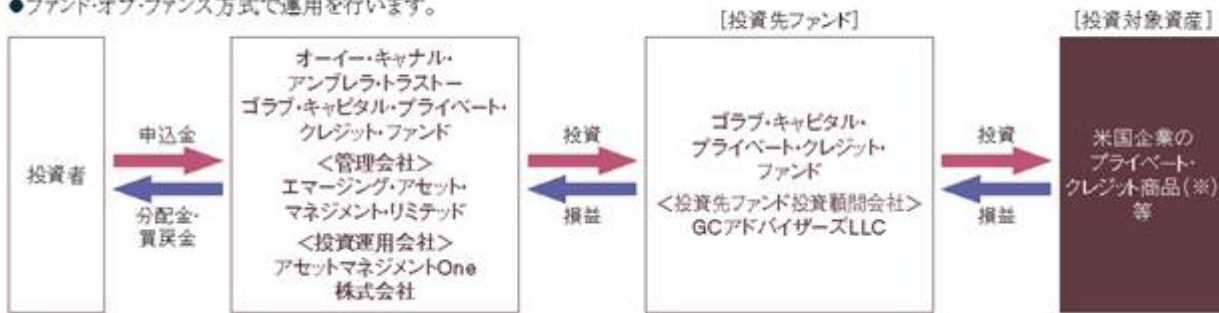 ●ファンド・オブ・ファンズ方式で運用を行います。
[投資先ファンド]
[投資対象資産]
投資者
申込金
分配金・
買戻金
オーイー・キャナル・
アンブレラ・トラスト―
ゴラブ・キャピタル・プライベート・
クレジット・ファンド
<管理会社>
エマージング・アセット・
マネジメント・リミテッド
<投資運用会社>
アセットマネジメントOne
株式会社
投資
損益
ゴラブ・キャピタル・
プライベート・クレジット・
ファンド
<投資先ファンド投資顧問会社>
GCアドバイザーズLLC
投資
損益
米国企業の
プライベート・
クレジット商品(※)
等